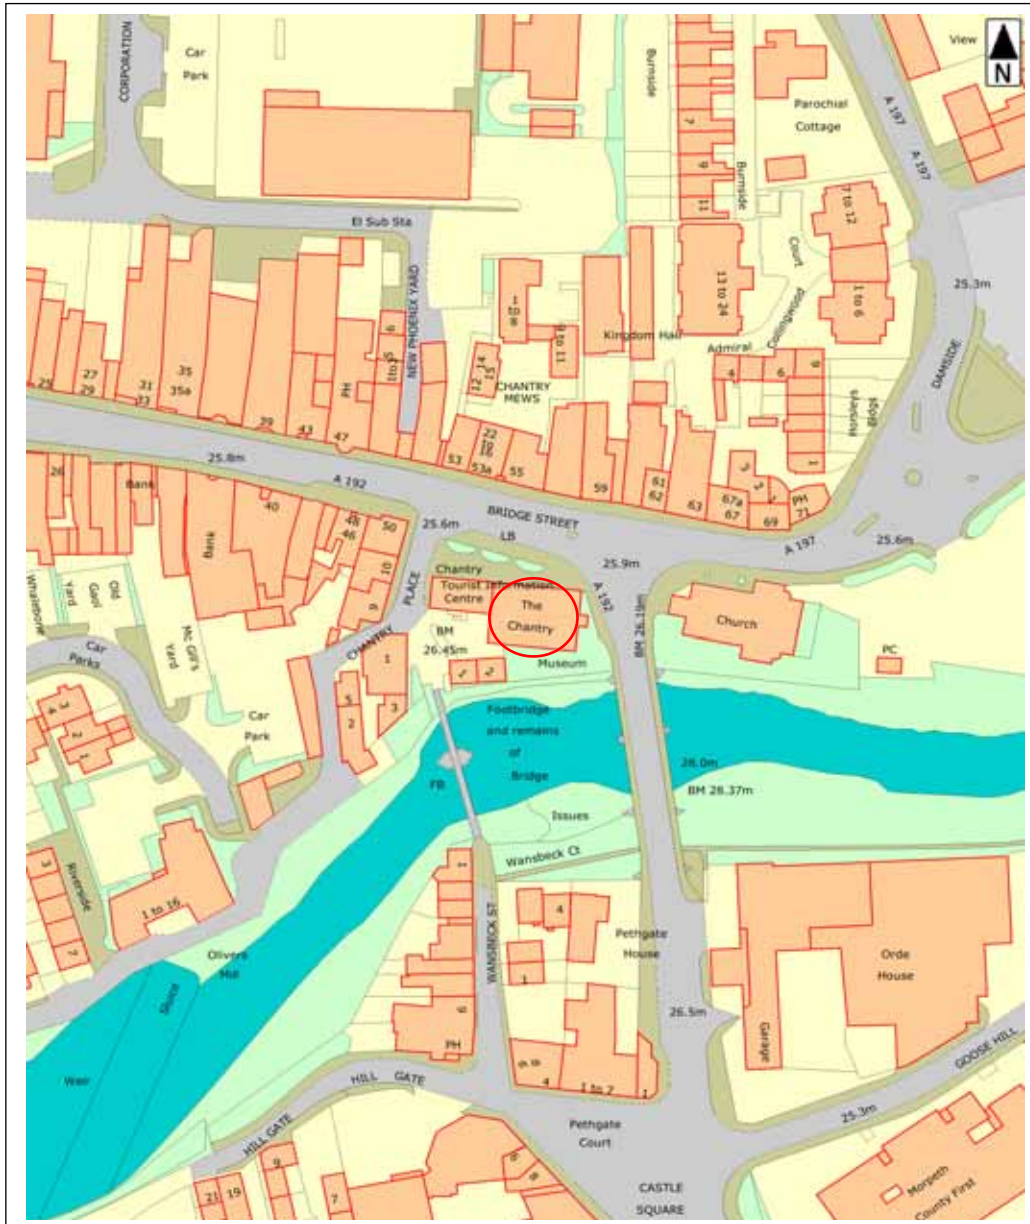 CORPORATION
Car
Park
Burnside
7
9
11
Burnside
Parochial
Cottage
View
N
A 197
A 197
El Sub Sta
NEW PHOENIX YARD
1 to 8
9 to 11
Kingdom Hall
13 to 24
Court
Collingwood
Admiral
7 to 12
1 to 6
25.3m
DAMSIDE
25
27
29
31
33
35
35a
39
43
47
PH
1to5
6
12
14
15
CHANTRY
MEWS
53
53a
22
55
59
61
62
63
67a
67
69
3
PH
71
4
6
1
Horsleys
Bldgs
25.8m
A 192
BRIDGE STREET
LB
25.6m
25.9m
A 197
25.6m
26
Bank
Bank
40
48
46
50
10
6
PLACE
CHANTRY
Chantry
Tourist Information
Centre
The
Chantry
Museum
BM
26.45m
A 192
BM 26.19m
Church
PC
Whalebone
Yard
Old
Gaol
Mc Gill's
Yard
Car
Parks
Car
Park
4
3
2
1
5
2
1
3
1
2
Footbridge
and remains
of
Bridge
FB
28.0m
BM 28.37m
Issues
Wansbeck Ct
3
Riverside
7
1 to 16
Olivers
Mill
Sluice
Weir
1
WANSBECK ST
PH
4
1
Pethgate
House
Orde
House
Garage
26.5m
GOOSE HILL
25.3m
4
1 to 7
1
HILL GATE
HILL GATE
Pethgate
Court
9
21
19
7
8
CASTLE
SQUARE
Morpeth
County First